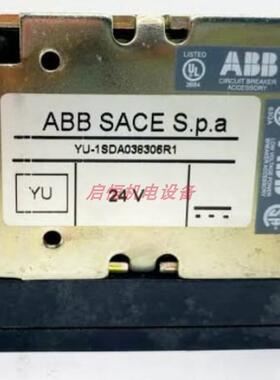 LISTED
ABB
CIRCUIT BREAKER
ACCESSORY
ABB SACE S.p.a
YU-1SDA038306R1
启恒机电设备
YU
24 V